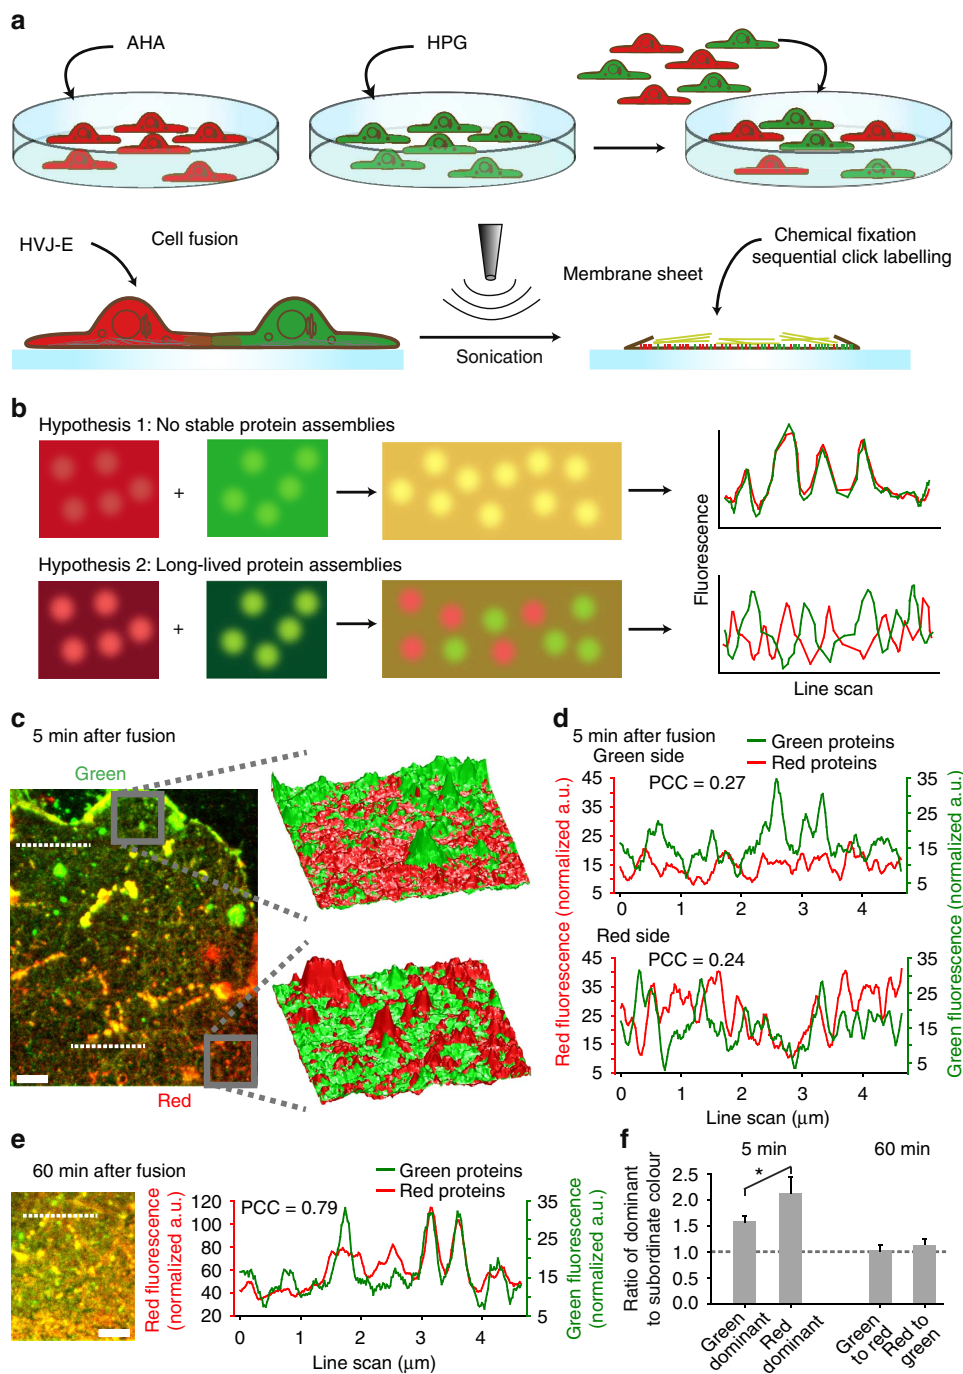 a
AHA
HPG
HVJ-E
Cell fusion
Sonication
Membrane sheet
Chemical fixation
sequential click labelling
b
Hypothesis 1: No stable protein assemblies
+
Hypothesis 2: Long-lived protein assemblies
+
Fluorescence
Line scan
c
5 min after fusion
Green
Red
d
5 min after fusion
Green side
Green proteins
Red proteins
PCC = 0.27
45
35
25
15
5
35
25
15
5
0 1 2 3 4
Red side
PCC = 0.24
45
35
25
15
5
35
25
15
5
0 1 2 3 4
Line scan (μm)
Red fluorescence (normalized a.u.)
Green fluorescence (normalized a.u.)
e
60 min after fusion
Green proteins
Red proteins
PCC = 0.79
Red fluorescence
(normalized a.u.)
120
100
80
60
40
20
35
25
15
5
Green fluorescence
(normalized a.u.)
0 1 2 3 4
Line scan (μm)
f
5 min
60 min
*
Ratio of dominant
to subordinate colour
2.5
2.0
1.5
1.0
0.5
0.0
Green
dominant
Red
dominant
Green
to red
Red to
green